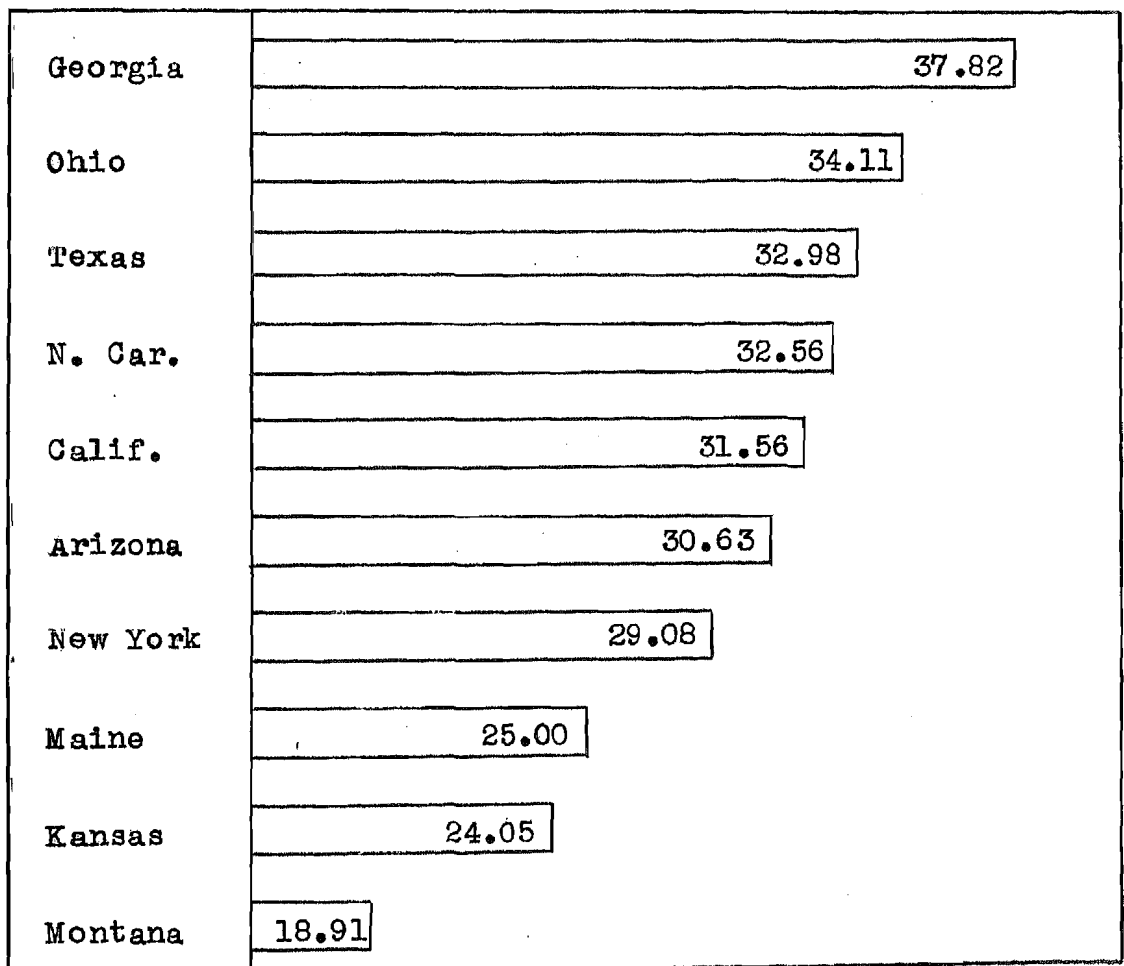 Georgia 37.82
Ohio 34.11
Texas 32.98
N. Car. 32.56
Calif. 31.56
Arizona 30.63
New York 29.08
Maine 25.00
Kansas 24.05
Montana 18.91